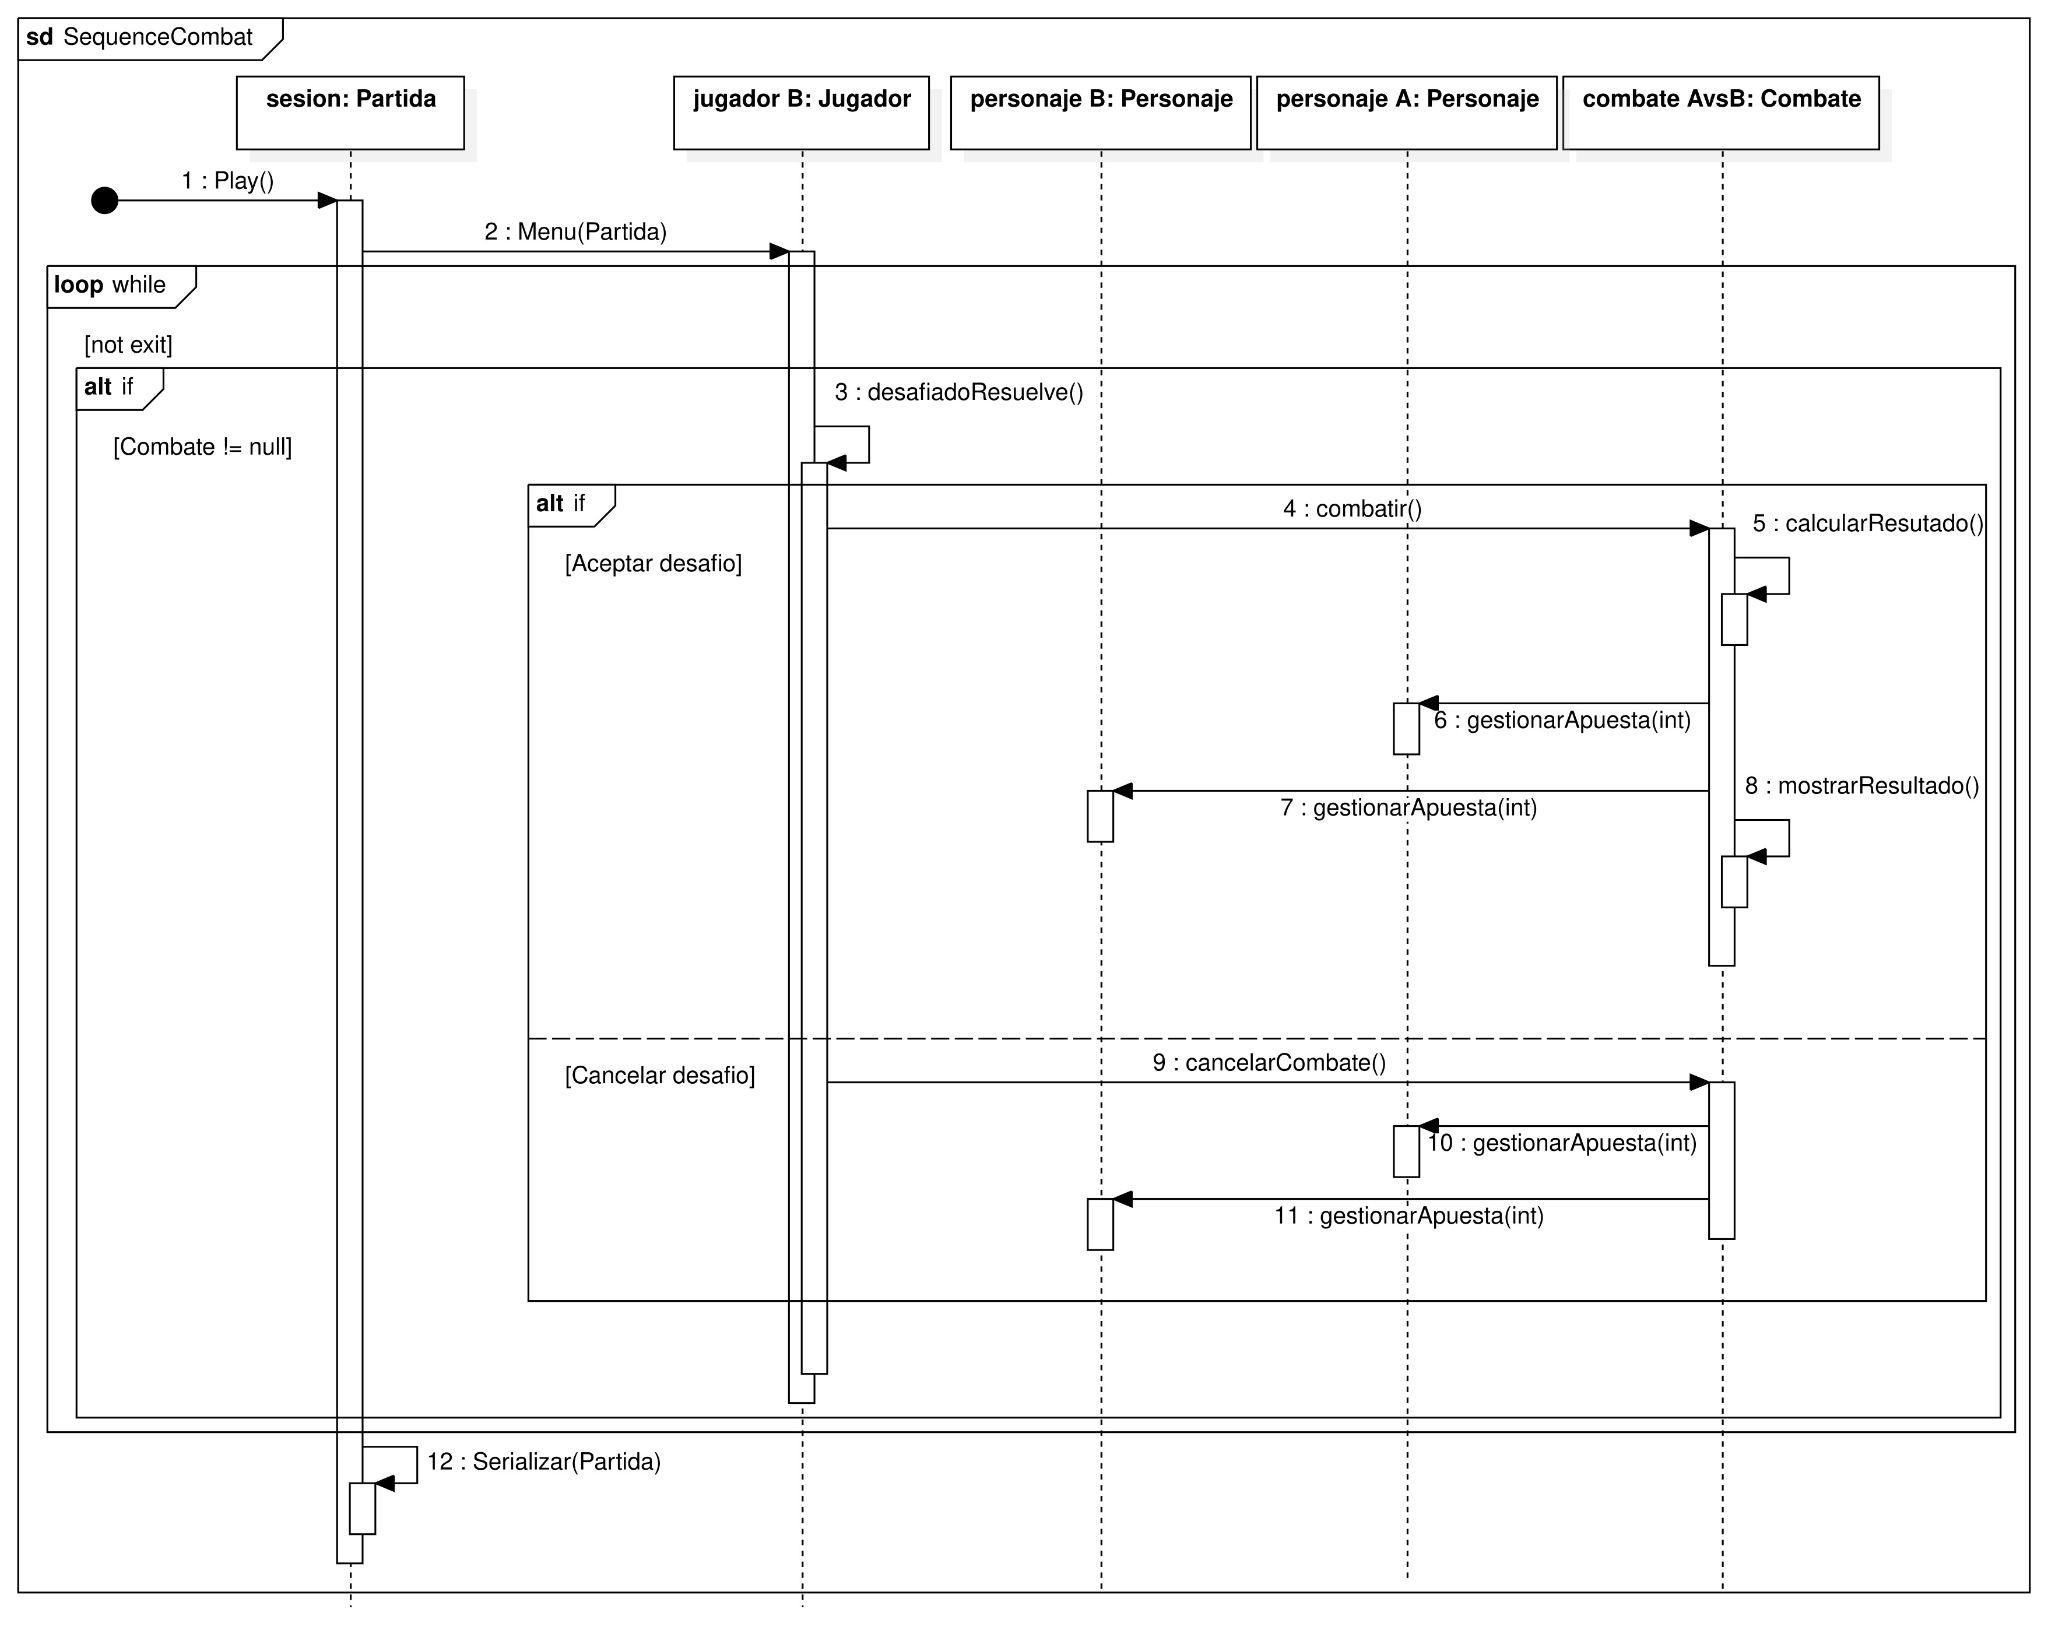 sd SequenceCombat
sesion: Partida
jugador B: Jugador
personaje B: Personaje
personaje A: Personaje
combate AvsB: Combate
1 : Play()
2 : Menu(Partida)
loop while
[not exit]
alt if
3 : desafiadoResuelve()
[Combate != null]
alt if
4 : combatir()
5 : calcularResutado()
[Aceptar desafio]
6 : gestionarApuesta(int)
8 : mostrarResultado()
7 : gestionarApuesta(int)
9 : cancelarCombate()
[Cancelar desafio]
10 : gestionarApuesta(int)
11 : gestionarApuesta(int)
12 : Serializar(Partida)